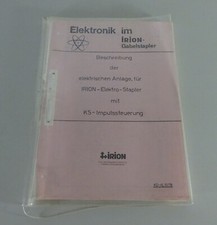 Elektronik im
IRION-
Gabelstapler
Beschreibung
der
elektrischen Anlage für
IRION-Elektro-Stapler
mit
KS-Impulssteuerung
IRION